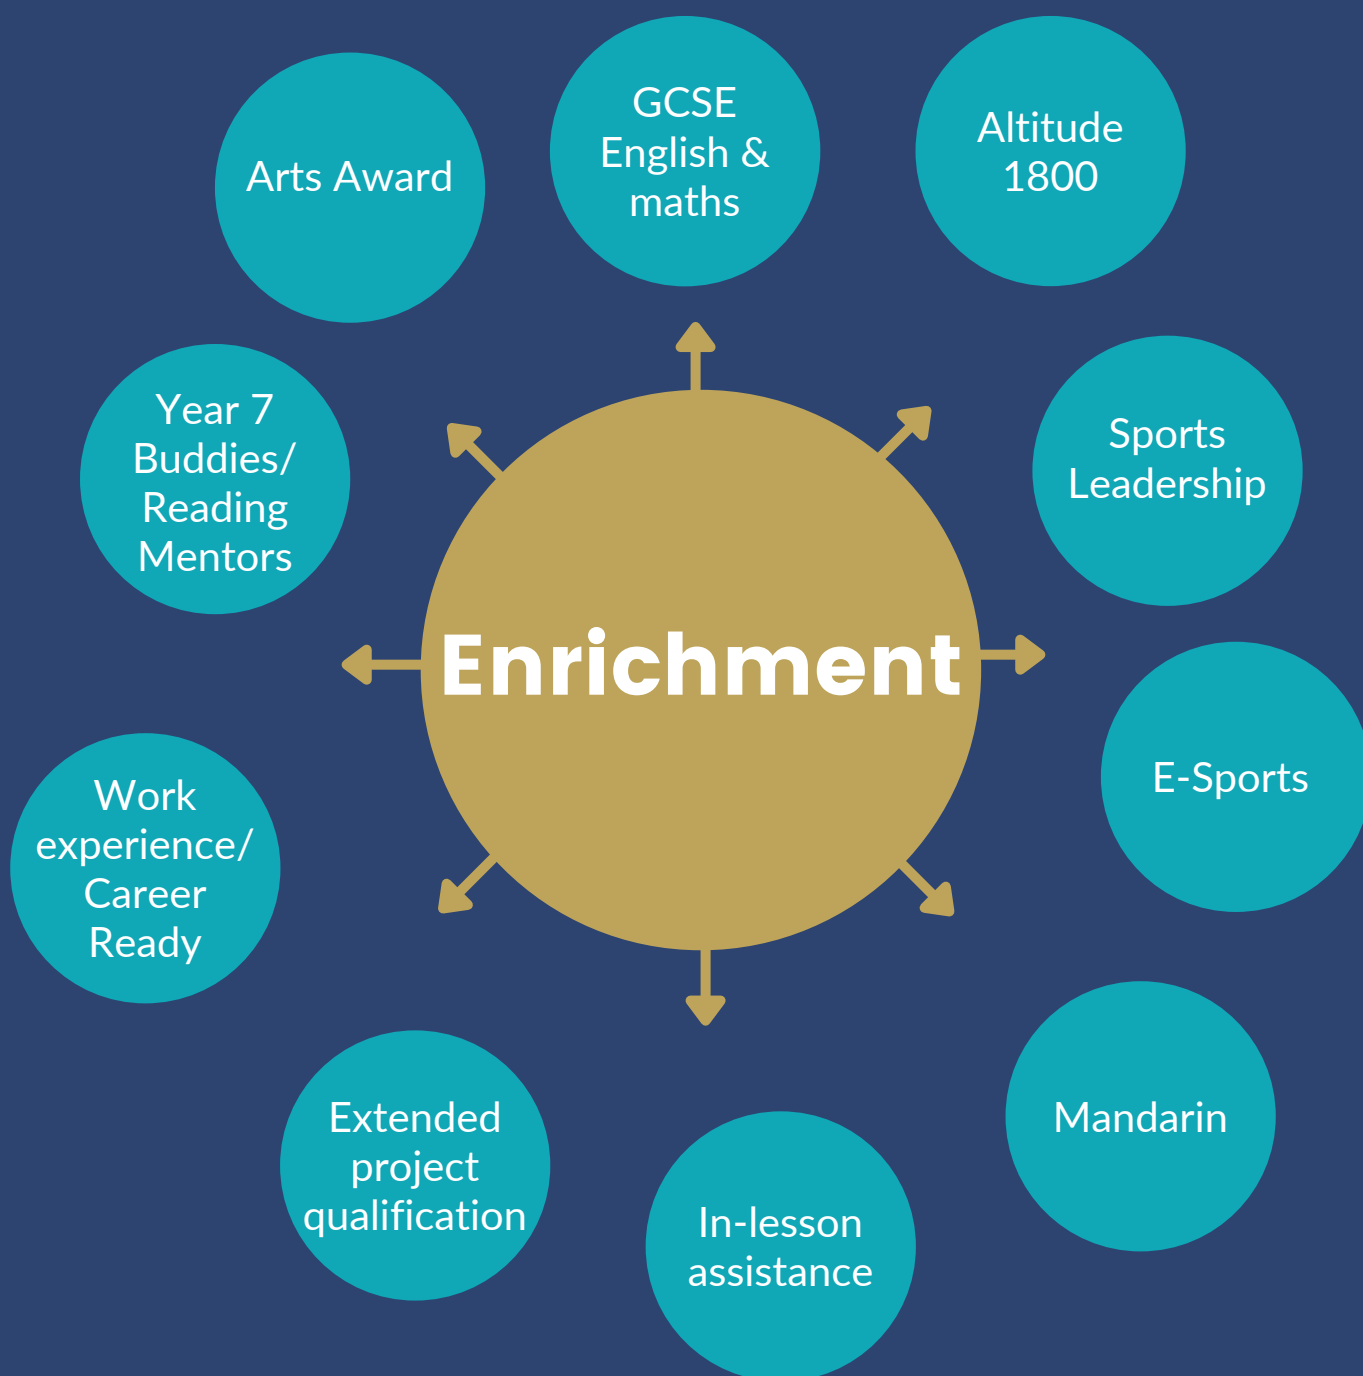 GCSE
English &
maths
Altitude
1800
Arts Award
Sports
Leadership
Year 7
Buddies/
Reading
Mentors
Enrichment
E-Sports
Work
experience/
Career
Ready
Mandarin
Extended
project
qualification
In-lesson
assistance